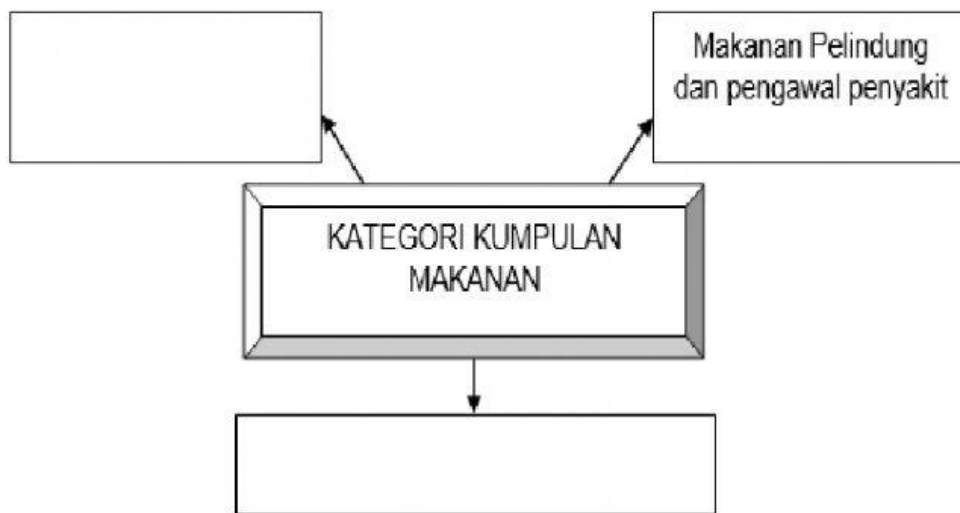 Makanan Pelindung
dan pengawal penyakit
KATEGORI KUMPULAN
MAKANAN